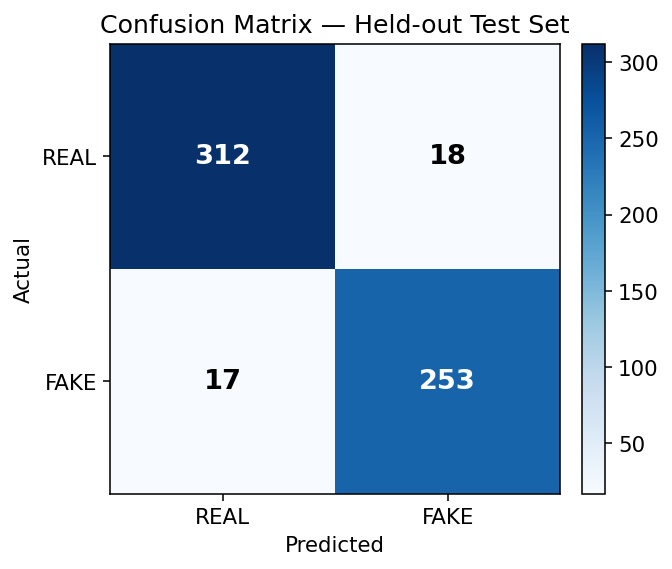 Confusion Matrix — Held-out Test Set
Actual
REAL
312
18
FAKE
17
253
REAL
FAKE
Predicted
300
250
200
150
100
50